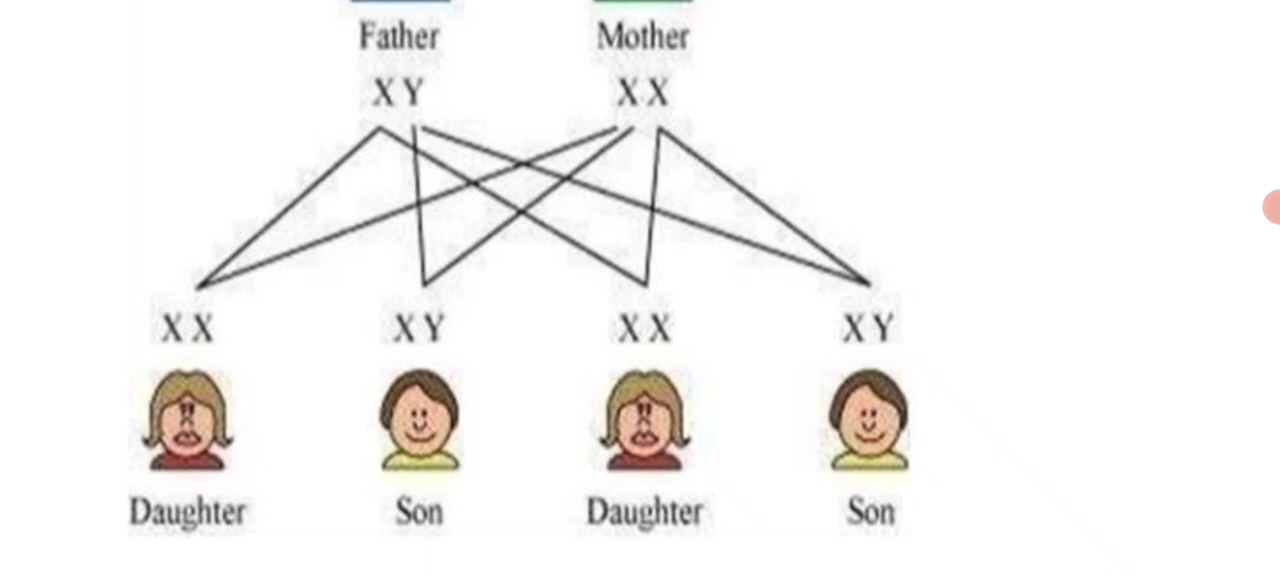 Father Mother
X Y X X
X X X Y X X X Y
Daughter Son Daughter Son